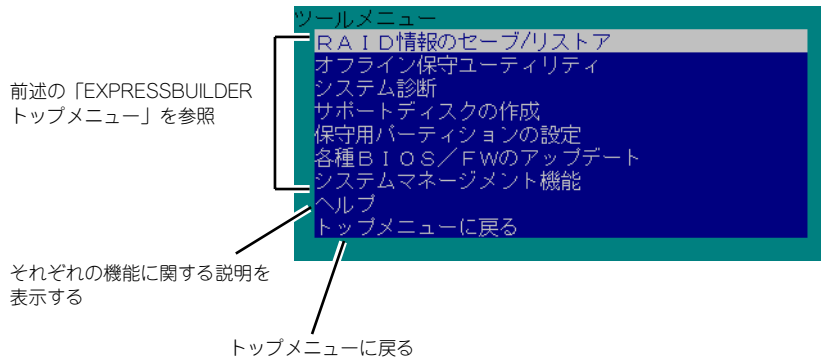 ツールメニュー
ＲＡＩＤ情報のセーブ/リストア
オフライン保守ユーティリティ
システム診断
サポートディスクの作成
保守用パーティションの設定
各種ＢＩＯＳ／ＦＷのアップデート
システムマネージメント機能
ヘルプ
トップメニューに戻る
前述の「EXPRESSBUILDER
トップメニュー」を参照
それぞれの機能に関する説明を
表示する
トップメニューに戻る